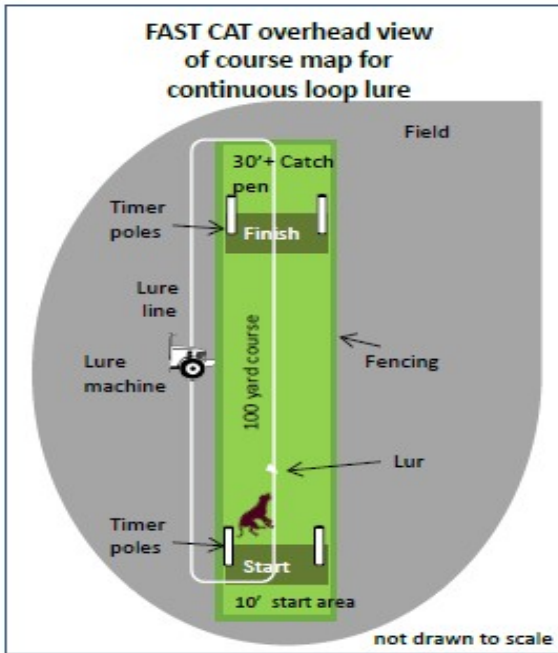 FAST CAT overhead view
of course map for
continuous loop lure
Field
30'+ Catch
pen
Timer
poles
Finish
Lure
line
Lure
machine
100 yard course
Fencing
Lur
Timer
poles
Start
10' start area
not drawn to scale